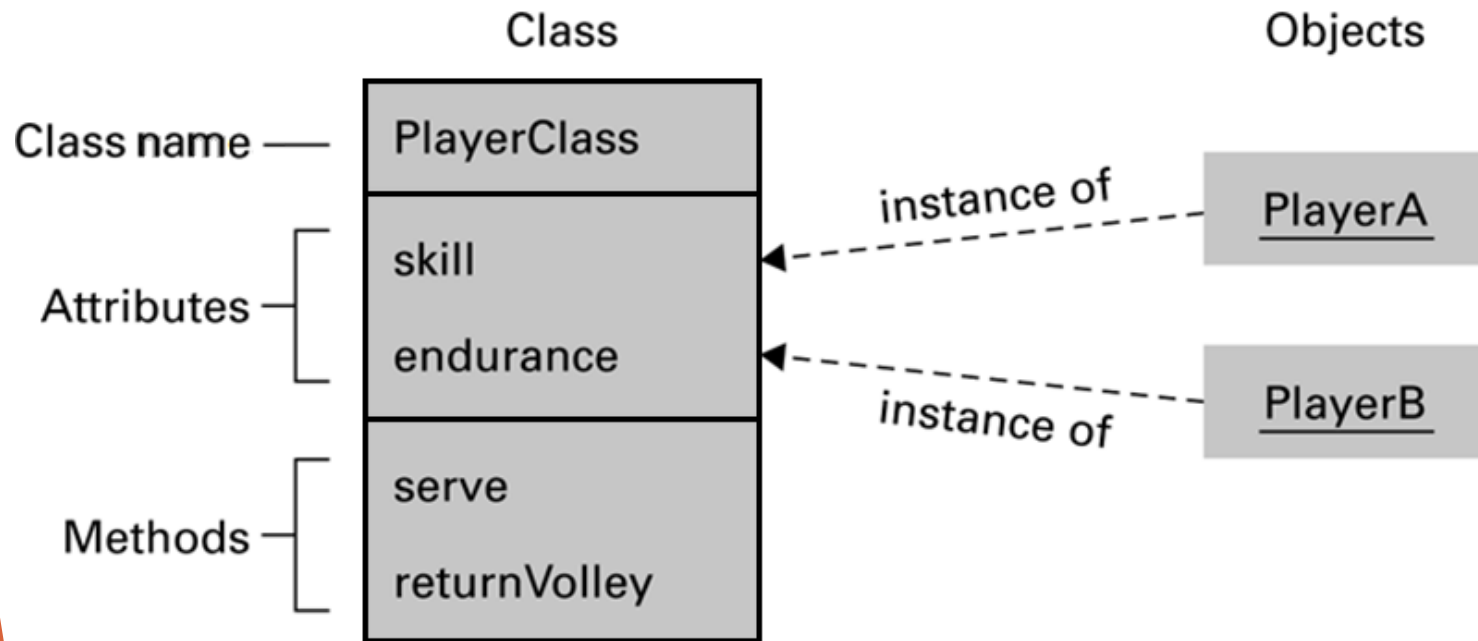 Class
Objects
Class name
PlayerClass
instance of
PlayerA
Attributes
skill
endurance
instance of
PlayerB
Methods
serve
returnVolley